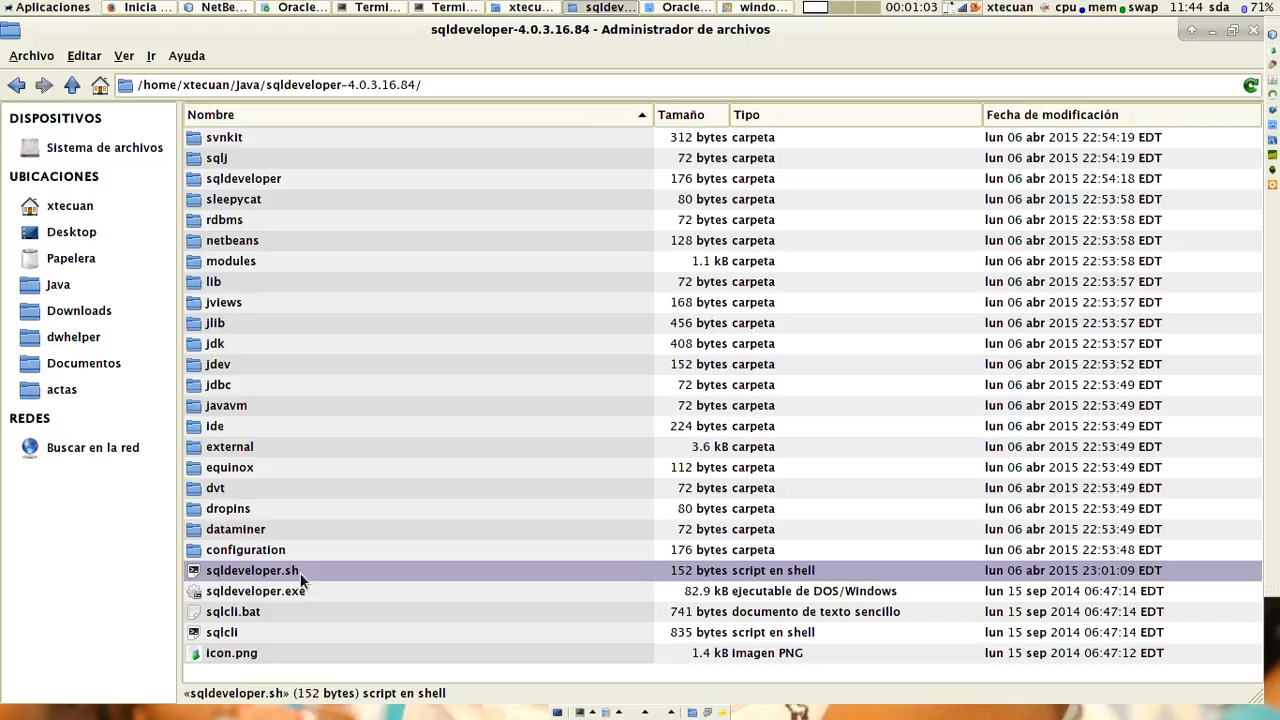 Aplicaciones Inicia ... NetBe... Oracle... Termi... Termi... xtecu... sqldev... Oracle... windo... 00:01:03 xtecuan cpu mem swap 11:44 sda 71%
sqldeveloper-4.0.3.16.84 - Administrador de archivos
Archivo Editar Ver Ir Ayuda
/home/xtecuan/Java/sqldeveloper-4.0.3.16.84/
DISPOSITIVOS
Sistema de archivos
UBICACIONES
xtecuan
Desktop
Papelera
Java
Downloads
dwhelper
Documentos
actas
REDES
Buscar en la red
Nombre Tamaño Tipo Fecha de modificación
svnkit 312 bytes carpeta lun 06 abr 2015 22:54:19 EDT
sqlj 72 bytes carpeta lun 06 abr 2015 22:54:19 EDT
sqldeveloper 176 bytes carpeta lun 06 abr 2015 22:54:18 EDT
sleepycat 80 bytes carpeta lun 06 abr 2015 22:53:58 EDT
rdbms 72 bytes carpeta lun 06 abr 2015 22:53:58 EDT
netbeans 128 bytes carpeta lun 06 abr 2015 22:53:58 EDT
modules 1.1 kB carpeta lun 06 abr 2015 22:53:58 EDT
lib 72 bytes carpeta lun 06 abr 2015 22:53:57 EDT
jviews 168 bytes carpeta lun 06 abr 2015 22:53:57 EDT
jlib 456 bytes carpeta lun 06 abr 2015 22:53:57 EDT
jdk 408 bytes carpeta lun 06 abr 2015 22:53:57 EDT
jdev 152 bytes carpeta lun 06 abr 2015 22:53:52 EDT
jdbc 72 bytes carpeta lun 06 abr 2015 22:53:49 EDT
javavm 72 bytes carpeta lun 06 abr 2015 22:53:49 EDT
ide 224 bytes carpeta lun 06 abr 2015 22:53:49 EDT
external 3.6 kB carpeta lun 06 abr 2015 22:53:49 EDT
equinox 112 bytes carpeta lun 06 abr 2015 22:53:49 EDT
dvt 72 bytes carpeta lun 06 abr 2015 22:53:49 EDT
dropins 80 bytes carpeta lun 06 abr 2015 22:53:49 EDT
dataminer 72 bytes carpeta lun 06 abr 2015 22:53:49 EDT
configuration 176 bytes carpeta lun 06 abr 2015 22:53:48 EDT
sqldeveloper.sh 152 bytes script en shell lun 06 abr 2015 23:01:09 EDT
sqldeveloper.exe 82.9 kB ejecutable de DOS/Windows lun 15 sep 2014 06:47:14 EDT
sqlcli.bat 741 bytes documento de texto sencillo lun 15 sep 2014 06:47:14 EDT
sqlcli 835 bytes script en shell lun 15 sep 2014 06:47:14 EDT
icon.png 1.4 kB imagen PNG lun 15 sep 2014 06:47:12 EDT
«sqldeveloper.sh» (152 bytes) script en shell